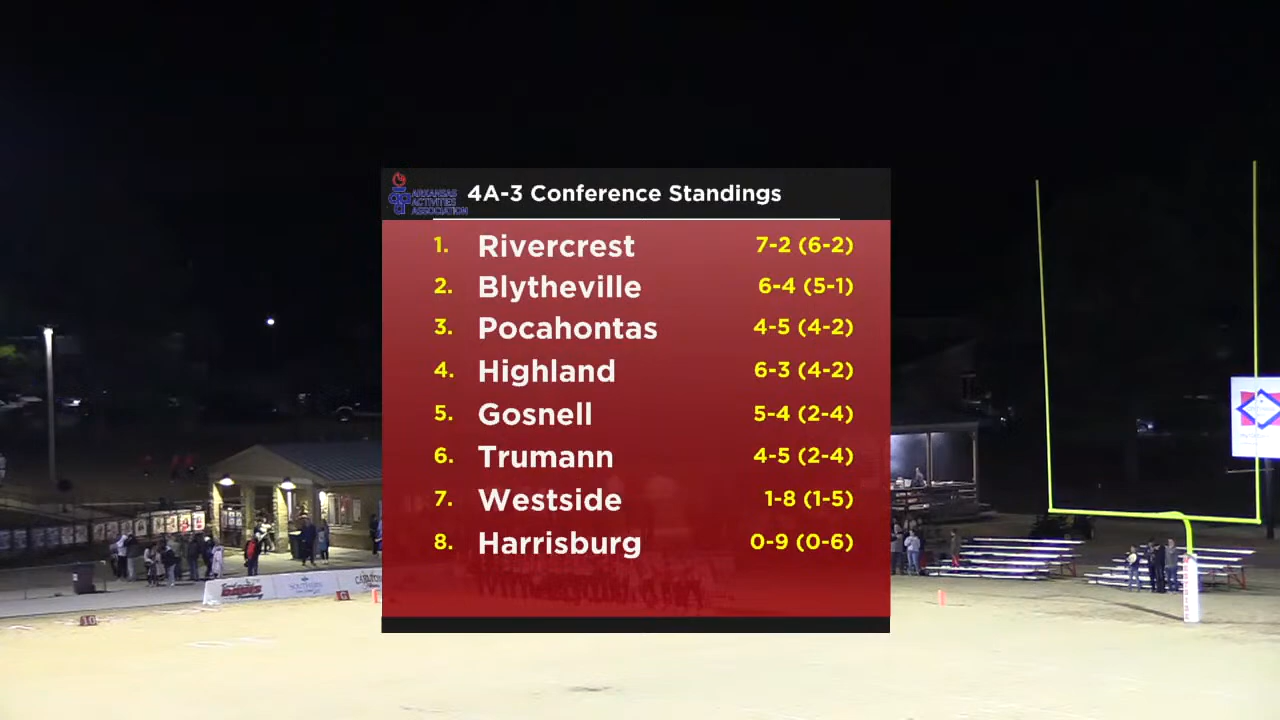 ARKANSAS
ACTIVITIES
ASSOCIATION
4A-3 Conference Standings
1. Rivercrest 7-2 (6-2)
2. Blytheville 6-4 (5-1)
3. Pocahontas 4-5 (4-2)
4. Highland 6-3 (4-2)
5. Gosnell 5-4 (2-4)
6. Trumann 4-5 (2-4)
7. Westside 1-8 (1-5)
8. Harrisburg 0-9 (0-6)
10